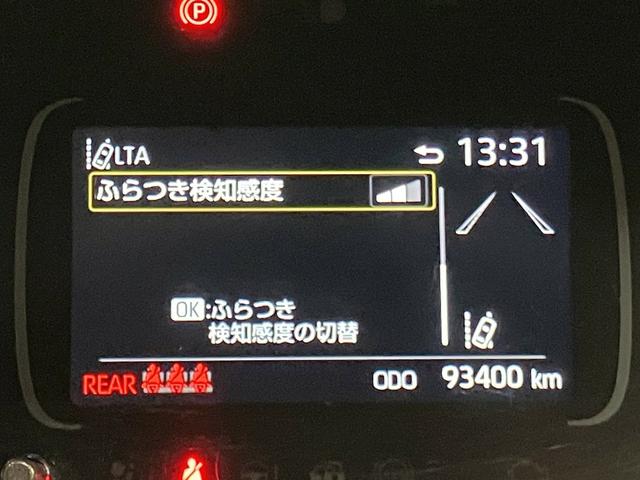 P
LTA
13:31
ふらつき検知感度
OK:ふらつき
検知感度の切替
REAR
ODO 93400 km